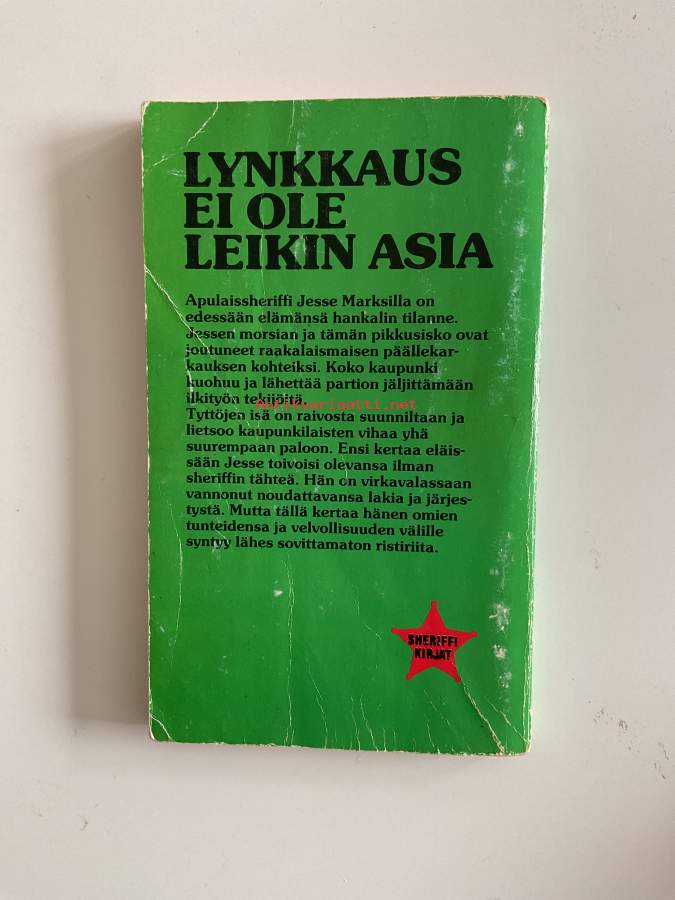 LYNKKAUS
EI OLE
LEIKIN ASIA
Apulaissheriffi Jesse Marksilla on
edessään elämänsä hankalin tilanne.
Jessen morsian ja tämän pikkusisko ovat
joutuneet raakalaismaisen päällekar-
kauksen kohteiksi. Koko kaupunki
kuohuu ja lähettää partion jäljittämään
ilkityön tekijöitä.
Antikvariaatti.net
Tyttöjen isä on raivosta suunniltaan ja
lietsoo kaupunkilaisten vihaa yhä
suurempaan paloon. Ensi kertaa eläis-
sään Jesse toivoisi olevansa ilman
sheriffin tähteä. Hän on virkavalassaan
vannonut noudattavansa lakia ja järjes-
tystä. Mutta tällä kertaa hänen omien
tunteidensa ja velvollisuuden välille
syntyy lähes sovittamaton ristiriita.
SHERIFFI
KIRJAT